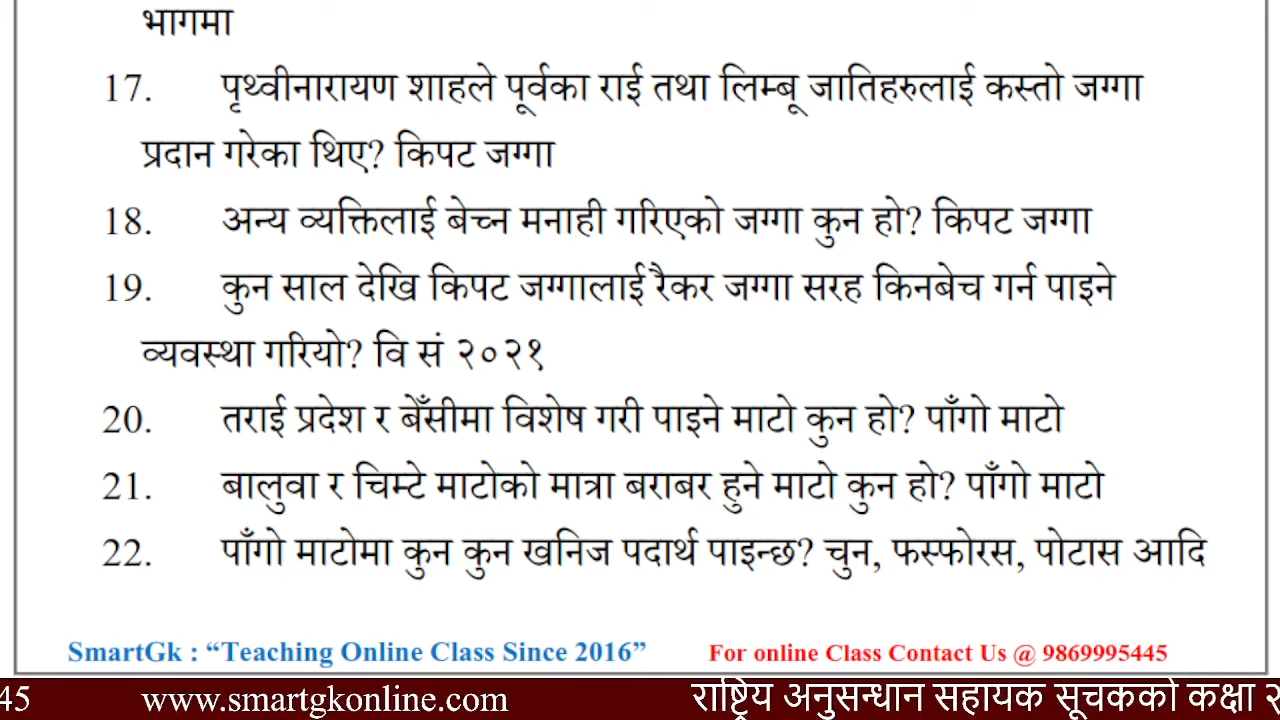 भागमा
17. पृथ्वीनारायण शाहले पूर्वका राई तथा लिम्बू जातिहरुलाई कस्तो जग्गा
प्रदान गरेका थिए? किपट जग्गा
18. अन्य व्यक्तिलाई बेच्न मनाही गरिएको जग्गा कुन हो? किपट जग्गा
19. कुन साल देखि किपट जग्गालाई रैकर जग्गा सरह किनबेच गर्न पाइने
व्यवस्था गरियो? वि सं २०२१
20. तराई प्रदेश र बेँसीमा विशेष गरी पाइने माटो कुन हो? पाँगो माटो
21. बालुवा र चिम्टे माटोको मात्रा बराबर हुने माटो कुन हो? पाँगो माटो
22. पाँगो माटोमा कुन कुन खनिज पदार्थ पाइन्छ? चुन, फस्फोरस, पोटास आदि
SmartGk : “Teaching Online Class Since 2016” For online Class Contact Us @ 9869995445
45 www.smartgkonline.com राष्ट्रिय अनुसन्धान सहायक सूचकको कक्षा